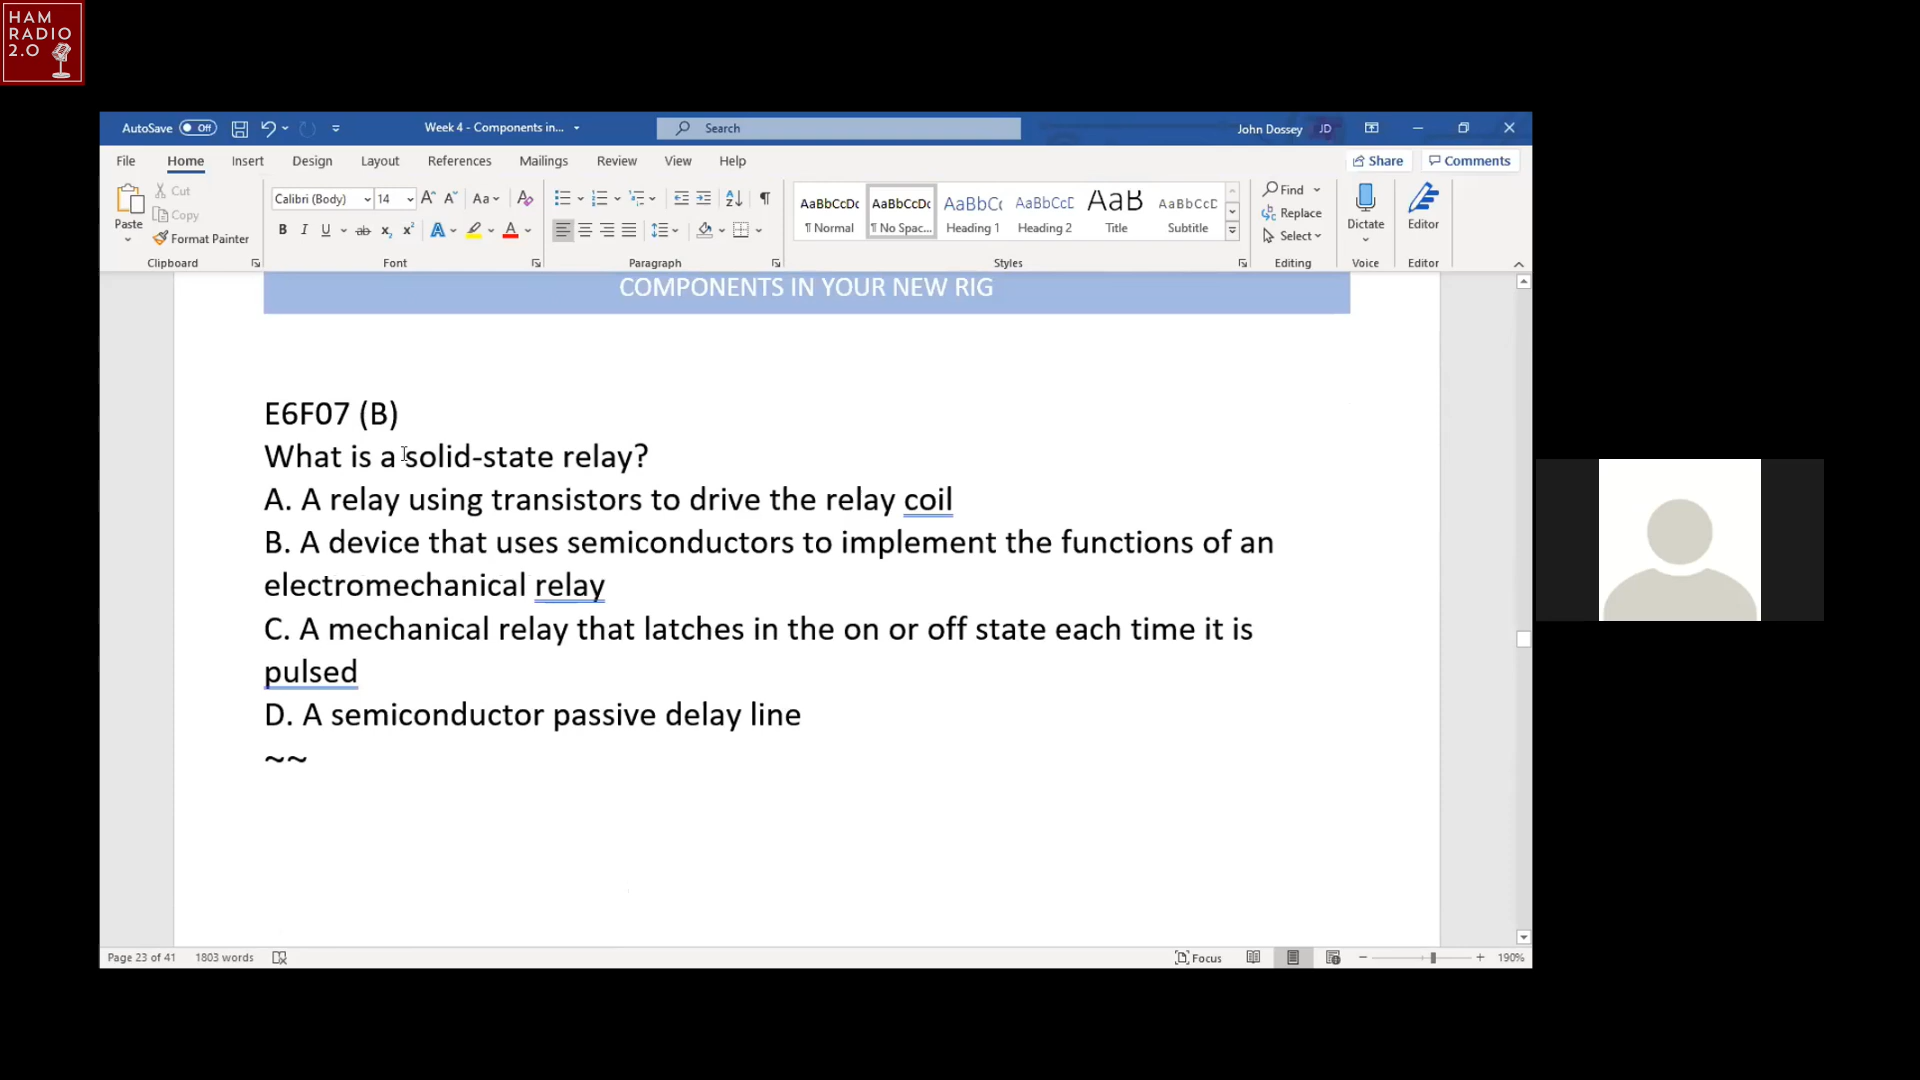 HAM
RADIO
2.0
AutoSave Off
Week 4 - Components in...
Search
John Dossey JD
File Home Insert Design Layout References Mailings Review View Help
Share Comments
Paste
Cut
Copy
Format Painter
Clipboard
Calibri (Body) 14
Font
Paragraph
AaBbCcDc AaBbCcDc AaBbCc AaBbCcD AaB AaBbCcD
¶ Normal ¶ No Spac... Heading 1 Heading 2 Title Subtitle
Styles
Find
Replace
Select
Editing
Dictate
Voice
Editor
Editor
COMPONENTS IN YOUR NEW RIG
E6F07 (B)
What is a solid-state relay?
A. A relay using transistors to drive the relay coil
B. A device that uses semiconductors to implement the functions of an
electromechanical relay
C. A mechanical relay that latches in the on or off state each time it is
pulsed
D. A semiconductor passive delay line
~~
Page 23 of 41 1803 words
Focus
190%